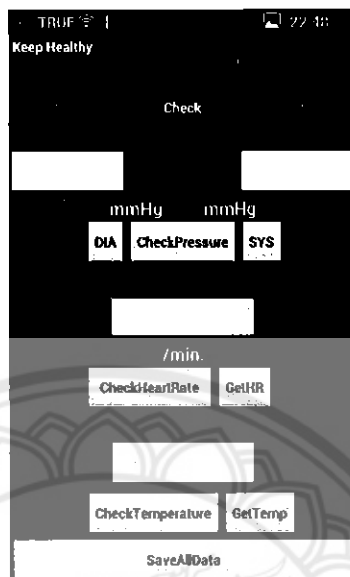 TRUE 22:48
Keep Healthy
Check
mmHg mmHg
DIA CheckPressure SYS
/min.
CheckHeartRate GetHR
CheckTemperature GetTemp
SaveAllData